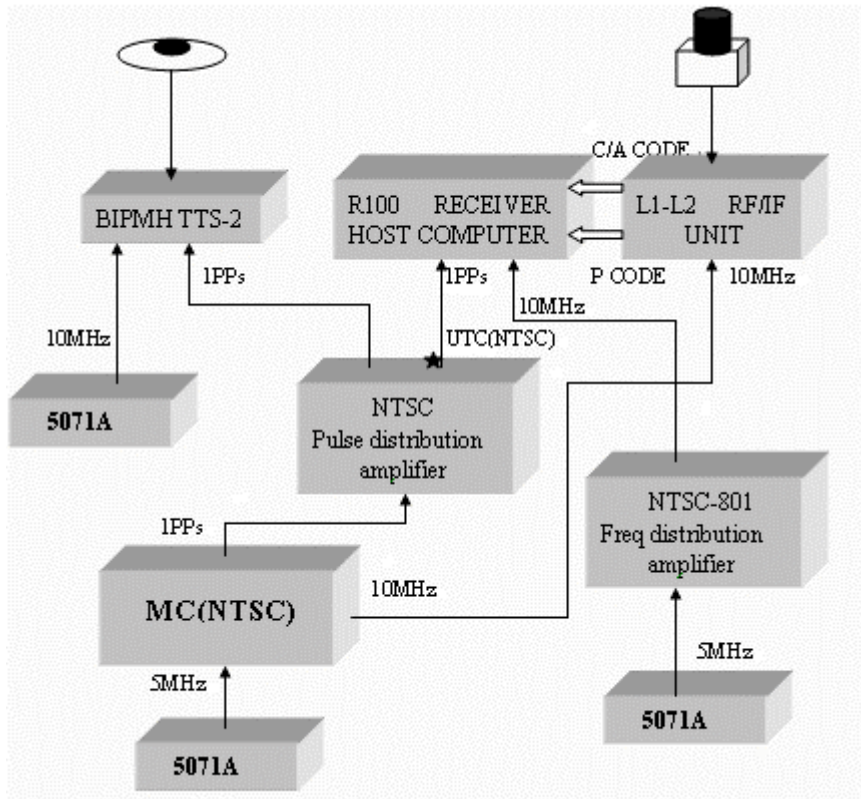 C/A CODE
R100 RECEIVER
HOST COMPUTER
L1-L2 RF/IF
UNIT
BIPMH TTS-2
1PPs
1PPs
P CODE
10MHz
10MHz
10MHz
UTC(NTSC)
5071A
NTSC
Pulse distribution
amplifier
NTSC-801
Freq distribution
amplifier
1PPs
10MHz
MC(NTSC)
5MHz
5MHz
5071A
5071A